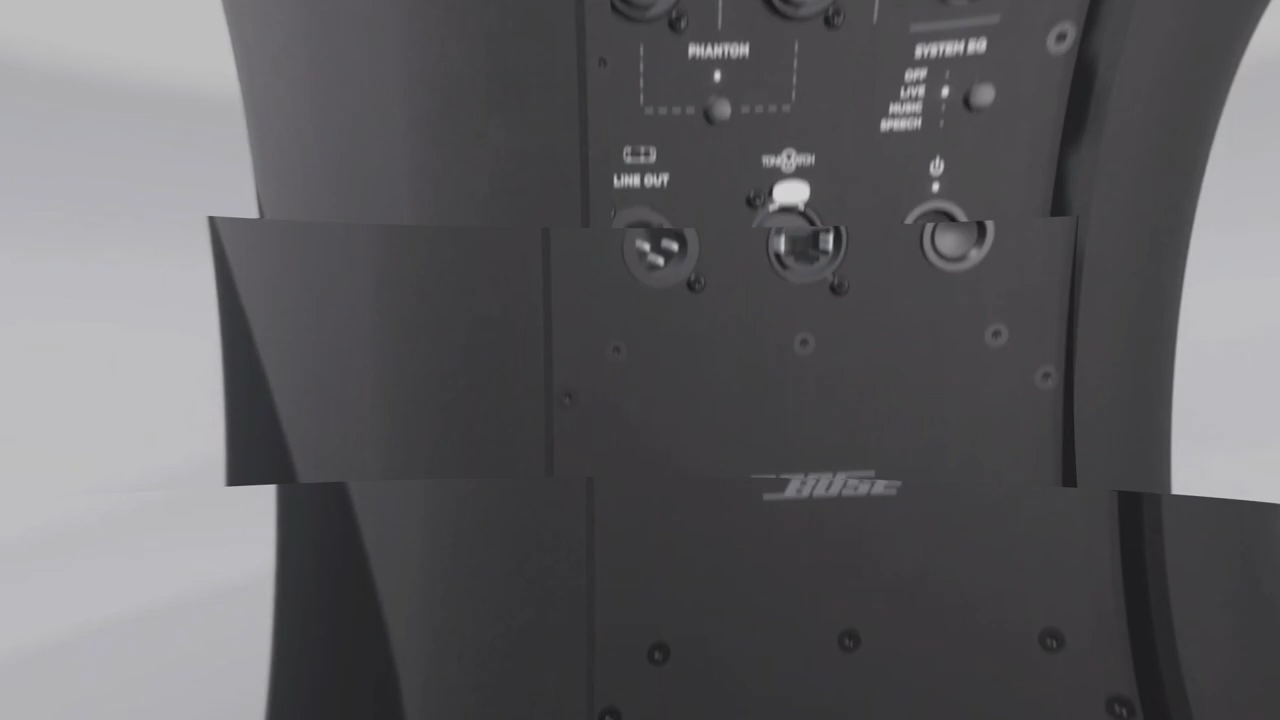 PHANTOM
SYSTEM EQ
OFF
LIVE
MUSIC
SPEECH
LINE OUT
TONEMATCH
BOSE